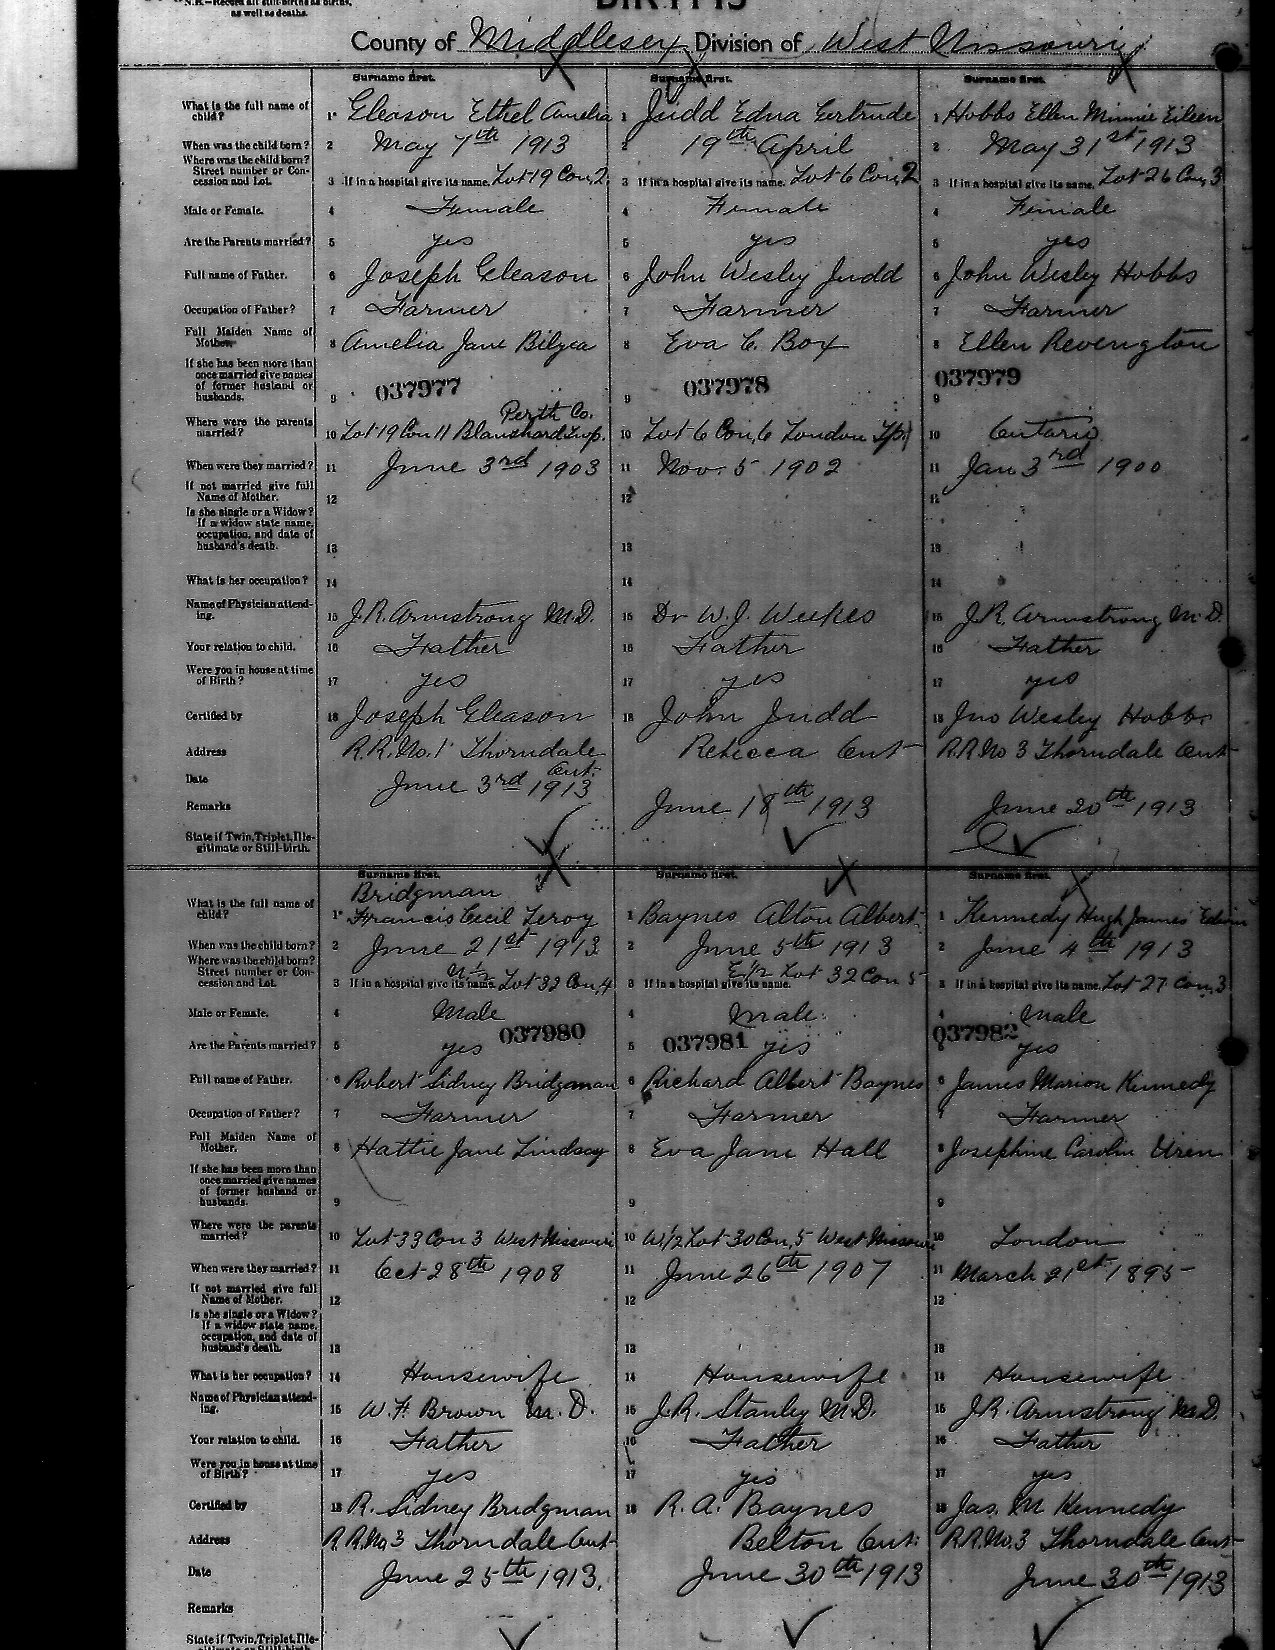 N.B.—Record all still-births as births,
as well as deaths.
BIRTHS
County of Middlesex Division of West Nissouri
Surname first. Surname first. Surname first.
What is the full name of child? 1 Gleason Ethel Amelia 1 Judd Edna Gertrude 1 Hobbs Ellen Minnie Eileen
When was the child born? 2 May 7th 1913 2 19th April 2 May 31st 1913
Where was the child born? Street number or Concession and Lot. 3 If in a hospital give its name. Lot 19 Con, 2 3 If in a hospital give its name. Lot 6 Con, 2 3 If in a hospital give its name. Lot 26 Con, 3
Male or Female. 4 Female 4 Female 4 Female
Are the Parents married? 5 yes 5 yes 5 yes
Full name of Father. 6 Joseph Gleason 6 John Wesley Judd 6 John Wesley Hobbs
Occupation of Father? 7 Farmer 7 Farmer 7 Farmer
Full Maiden Name of Mother. 8 Amelia Jane Bilyea 8 Eva C. Box 8 Ellen Revington
If she has been more than once married give names of former husband or husbands. 9 037977 9 037978 9 037979
Where were the parents married? 10 Lot 19 Con 11 Blanshard Twp. Perth Co. 10 Lot 6 Con, 6 London Tp. 10 Ontario
When were they married? 11 June 3rd 1903 11 Nov. 5 1902 11 Jan 3rd 1900
If not married give full Name of Mother. 12 12 12
Is she single or a Widow? If a widow state name, occupation, and date of husband's death. 13 13 13
What is her occupation? 14 14 14
Name of Physician attending. 15 J.R. Armstrong M.D. 15 Dr W.J. Weekes 15 J.R. Armstrong M.D.
Your relation to child. 16 Father 16 Father 16 Father
Were you in house at time of Birth? 17 yes 17 yes 17 yes
Certified by 18 Joseph Gleason 18 John Judd 18 Jno Wesley Hobbs
Address R.R. No. 1 Thorndale Ont. Rebecca Ont R.R. No 3 Thorndale Ont
Date June 3rd 1913 June 18th 1913 June 20th 1913
Remarks
State if Twin, Triplet, Illegitimate or Still-birth.
Surname first. Surname first. Surname first.
What is the full name of child? 1 Bridgman Francis Cecil Leroy 1 Baynes Alton Albert 1 Kennedy Hugh James Edwin
When was the child born? 2 June 21st 1913 2 June 5th 1913 2 June 4th 1913
Where was the child born? Street number or Concession and Lot. 3 If in a hospital give its name. N½ Lot 32 Con, 4 3 If in a hospital give its name. E½ Lot 32 Con 5 3 If in a hospital give its name. Lot 27 Con, 3
Male or Female. 4 Male 4 Male 4 Male
037980 037981 037982
Are the Parents married? 5 yes 5 yes 5 yes
Full name of Father. 6 Robert Sidney Bridgman 6 Richard Albert Baynes 6 James Marion Kennedy
Occupation of Father? 7 Farmer 7 Farmer 7 Farmer
Full Maiden Name of Mother. 8 Hattie Jane Lindsay 8 Eva Jane Hall 8 Josephine Carolin Uren
If she has been more than once married give names of former husband or husbands. 9 9 9
Where were the parents married? 10 Lot 33 Con 3 West Nissouri 10 W1/2 Lot 30 Con, 5 West Nissouri 10 London
When were they married? 11 Oct 28th 1908 11 June 26th 1907 11 March 21st 1895
If not married give full Name of Mother. 12 12 12
Is she single or a Widow? If a widow state name, occupation, and date of husband's death. 13 13 13
What is her occupation? 14 Housewife 14 Housewife 14 Housewife
Name of Physician attending. 15 W.F. Brown M.D. 15 J.R. Stanley M.D. 15 J.R. Armstrong M.D.
Your relation to child. 16 Father 16 Father 16 Father
Were you in house at time of Birth? 17 yes 17 yes 17 yes
Certified by 18 R. Sidney Bridgman 18 R. A. Baynes 18 Jas. M Kennedy
Address R.R. No 3 Thorndale Ont Belton Ont. R.R. No. 3 Thorndale Ont
Date June 25th 1913. June 30th 1913 June 30th 1913
Remarks
State if Twin, Triplet, Ille-